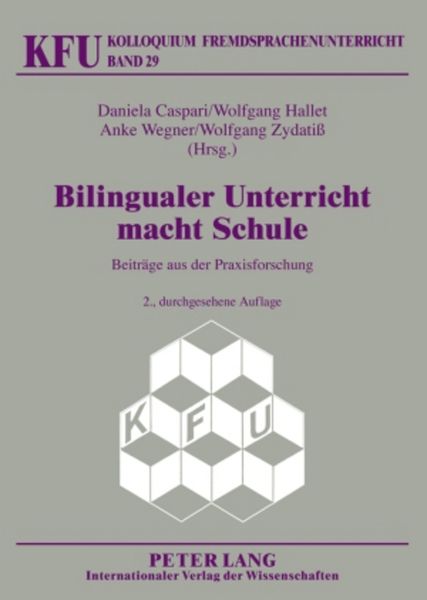 KFU KOLLOQUIUM FREMDSPRACHENUNTERRICHT
BAND 29
Daniela Caspari/Wolfgang Hallet
Anke Wegner/Wolfgang Zydatiß
(Hrsg.)
Bilingualer Unterricht
macht Schule
Beiträge aus der Praxisforschung
2., durchgesehene Auflage
K F U
PETER LANG
Internationaler Verlag der Wissenschaften